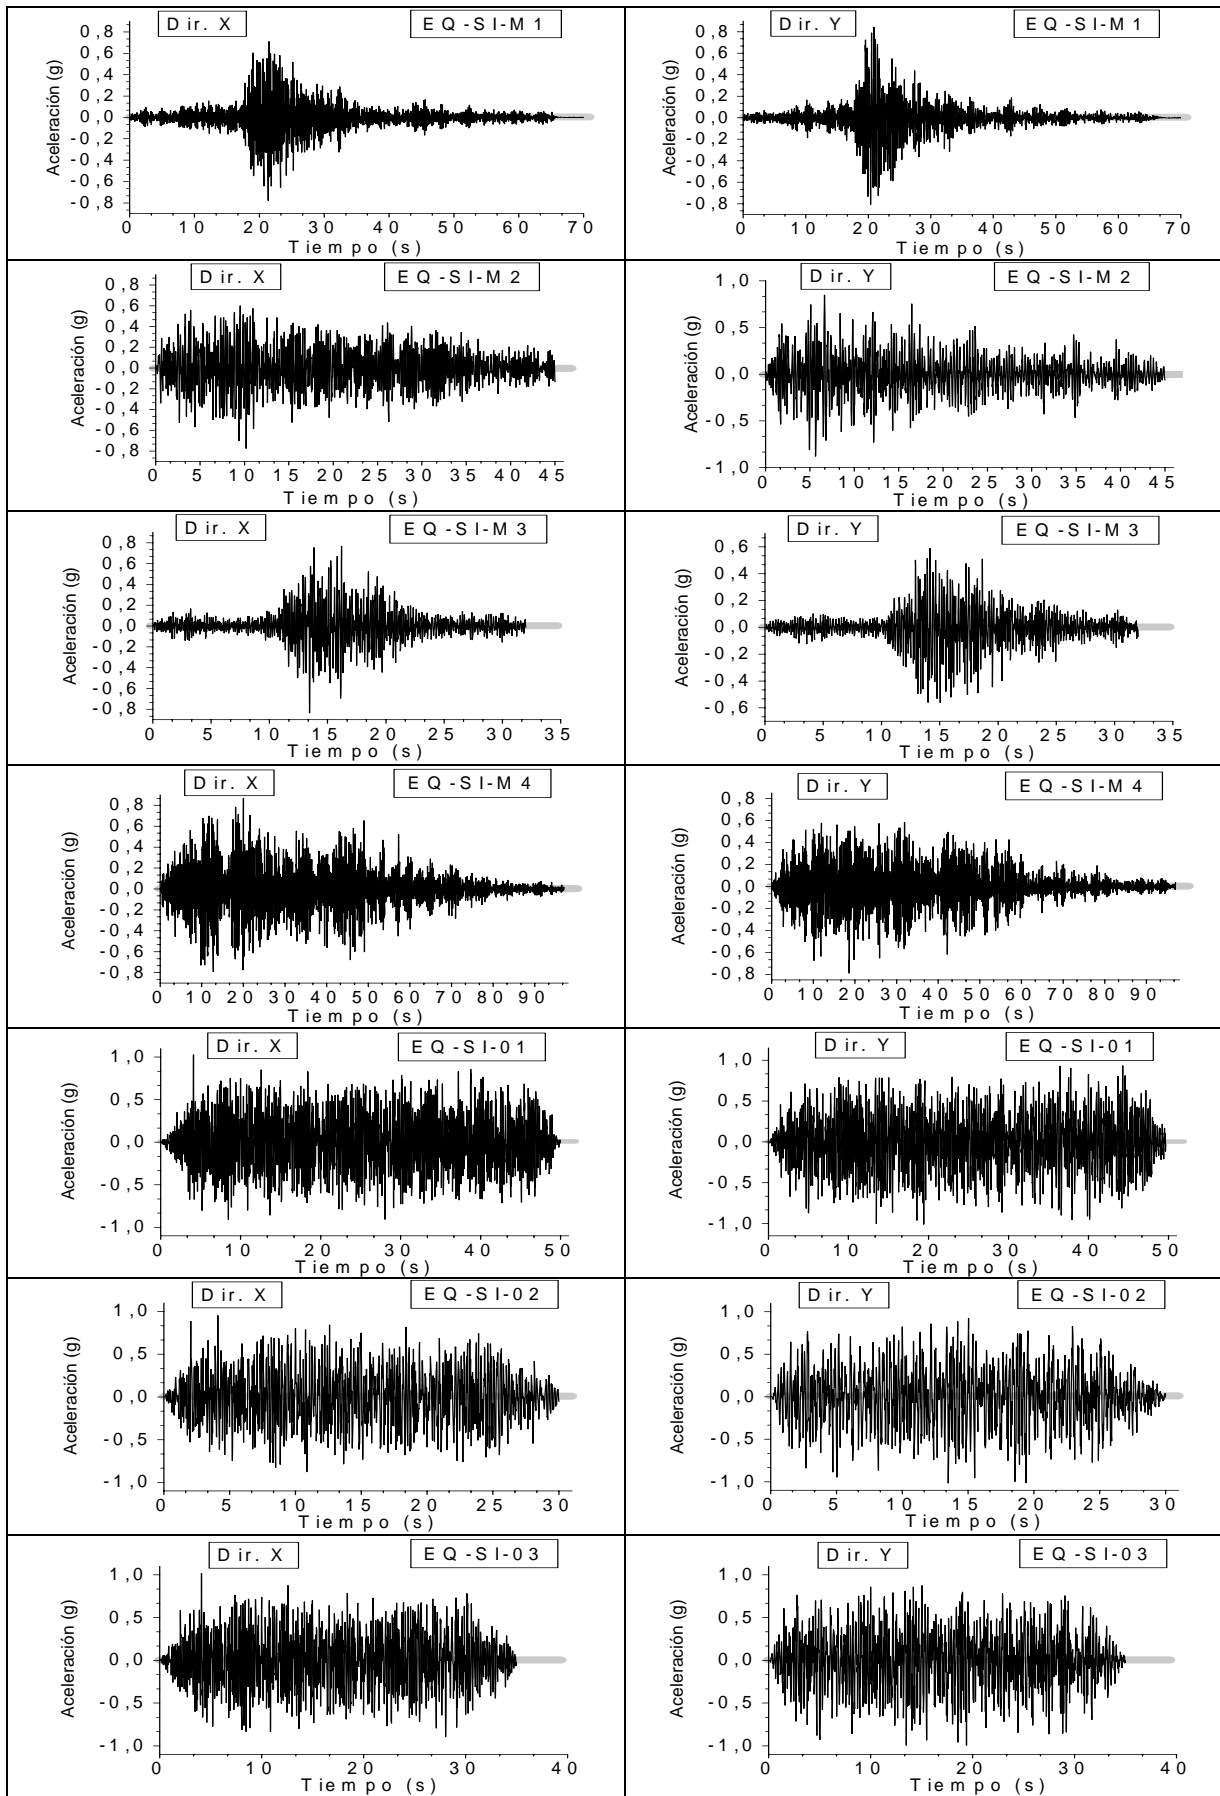 Dir. X EQ-SI-M1
Aceleración (g)
0,8
0,6
0,4
0,2
0,0
-0,2
-0,4
-0,6
-0,8
0 10 20 30 40 50 60 70
Tiempo (s)
Dir. Y EQ-SI-M1
Aceleración (g)
0,8
0,6
0,4
0,2
0,0
-0,2
-0,4
-0,6
-0,8
0 10 20 30 40 50 60 70
Tiempo (s)
Dir. X EQ-SI-M2
Aceleración (g)
0,8
0,6
0,4
0,2
0,0
-0,2
-0,4
-0,6
-0,8
0 5 10 15 20 25 30 35 40 45
Tiempo (s)
Dir. Y EQ-SI-M2
Aceleración (g)
1,0
0,5
0,0
-0,5
-1,0
0 5 10 15 20 25 30 35 40 45
Tiempo (s)
Dir. X EQ-SI-M3
Aceleración (g)
0,8
0,6
0,4
0,2
0,0
-0,2
-0,4
-0,6
-0,8
0 5 10 15 20 25 30 35
Tiempo (s)
Dir. Y EQ-SI-M3
Aceleración (g)
0,6
0,4
0,2
0,0
-0,2
-0,4
-0,6
0 5 10 15 20 25 30 35
Tiempo (s)
Dir. X EQ-SI-M4
Aceleración (g)
0,8
0,6
0,4
0,2
0,0
-0,2
-0,4
-0,6
-0,8
0 10 20 30 40 50 60 70 80 90
Tiempo (s)
Dir. Y EQ-SI-M4
Aceleración (g)
0,8
0,6
0,4
0,2
0,0
-0,2
-0,4
-0,6
-0,8
0 10 20 30 40 50 60 70 80 90
Tiempo (s)
Dir. X EQ-SI-01
Aceleración (g)
1,0
0,5
0,0
-0,5
-1,0
0 10 20 30 40 50
Tiempo (s)
Dir. Y EQ-SI-01
Aceleración (g)
1,0
0,5
0,0
-0,5
-1,0
0 10 20 30 40 50
Tiempo (s)
Dir. X EQ-SI-02
Aceleración (g)
1,0
0,5
0,0
-0,5
-1,0
0 5 10 15 20 25 30
Tiempo (s)
Dir. Y EQ-SI-02
Aceleración (g)
1,0
0,5
0,0
-0,5
-1,0
0 5 10 15 20 25 30
Tiempo (s)
Dir. X EQ-SI-03
Aceleración (g)
1,0
0,5
0,0
-0,5
-1,0
0 10 20 30 40
Tiempo (s)
Dir. Y EQ-SI-03
Aceleración (g)
1,0
0,5
0,0
-0,5
-1,0
0 10 20 30 40
Tiempo (s)